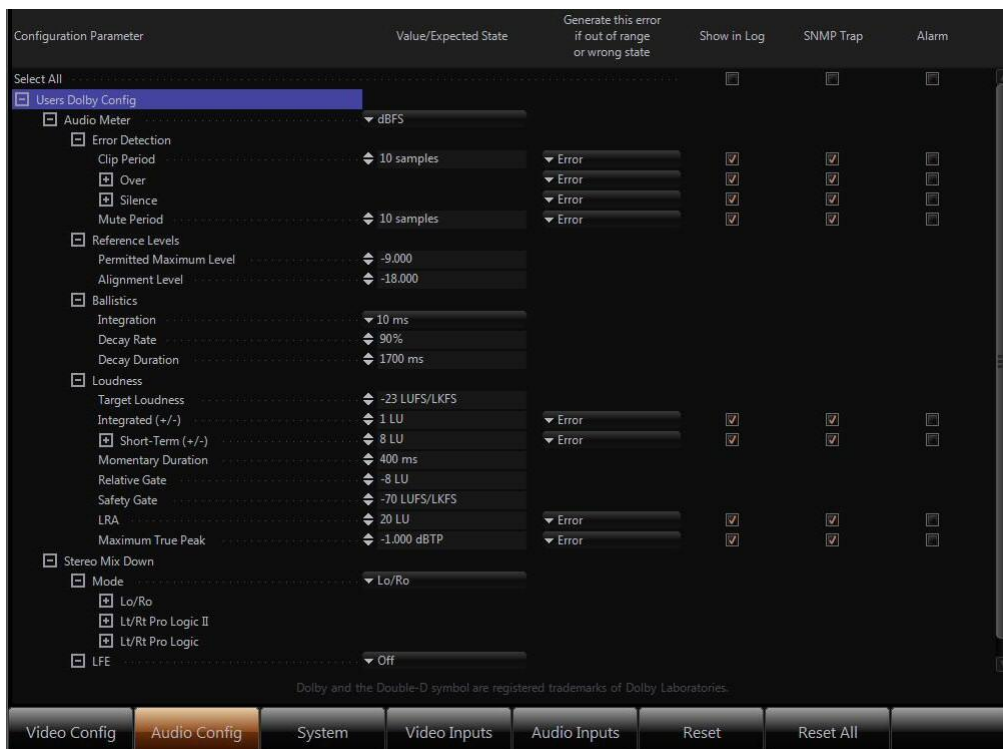 Configuration Parameter Value/Expected State Generate this error if out of range or wrong state Show in Log SNMP Trap Alarm
Select All
Users Dolby Config
Audio Meter dBFS
Error Detection
Clip Period 10 samples Error
Over Error
Silence Error
Mute Period 10 samples Error
Reference Levels
Permitted Maximum Level -9.000
Alignment Level -18.000
Ballistics
Integration 10 ms
Decay Rate 90%
Decay Duration 1700 ms
Loudness
Target Loudness -23 LUFS/LKFS
Integrated (+/-) 1 LU Error
Short-Term (+/-) 8 LU Error
Momentary Duration 400 ms
Relative Gate -8 LU
Safety Gate -70 LUFS/LKFS
LRA 20 LU Error
Maximum True Peak -1.000 dBTP Error
Stereo Mix Down
Mode Lo/Ro
Lo/Ro
Lt/Rt Pro Logic II
Lt/Rt Pro Logic
LFE Off
Dolby and the Double-D symbol are registered trademarks of Dolby Laboratories.
Video Config Audio Config System Video Inputs Audio Inputs Reset Reset All